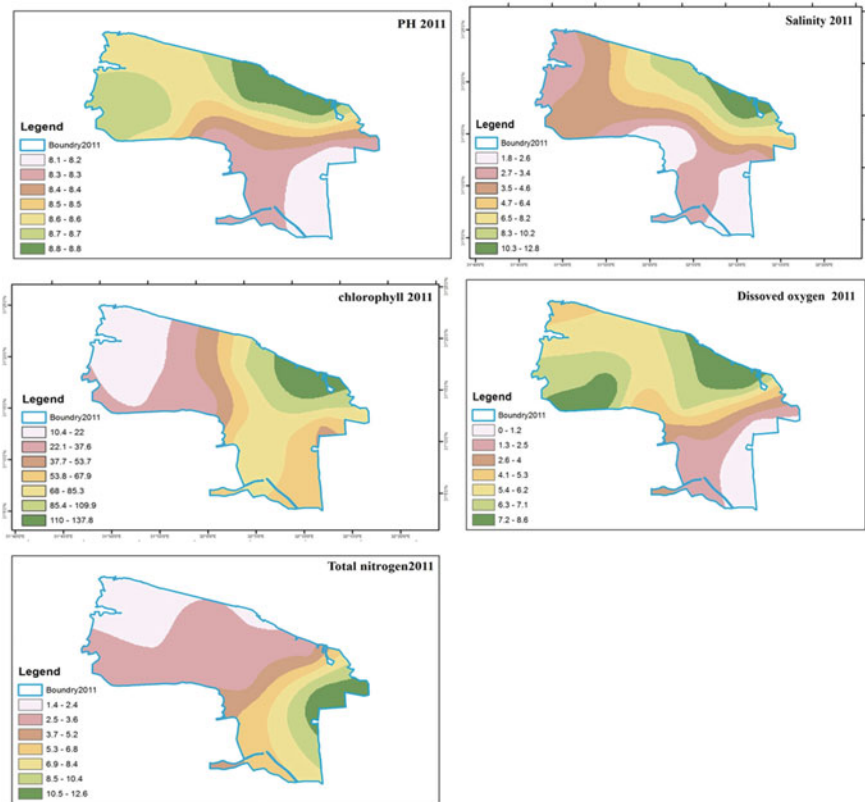 PH 2011
Legend
Boundry2011
8.1 - 8.2
8.3 - 8.3
8.4 - 8.4
8.5 - 8.5
8.6 - 8.6
8.7 - 8.7
8.8 - 8.8
Salinity 2011
Legend
Boundry2011
1.8 - 2.6
2.7 - 3.4
3.5 - 4.6
4.7 - 6.4
6.5 - 8.2
8.3 - 10.2
10.3 - 12.8
chlorophyll 2011
Legend
Boundry2011
10.4 - 22
22.1 - 37.6
37.7 - 53.7
53.8 - 67.9
68 - 85.3
85.4 - 109.9
110 - 137.8
Dissoved oxygen 2011
Legend
Boundry2011
0 - 1.2
1.3 - 2.5
2.6 - 4
4.1 - 5.3
5.4 - 6.2
6.3 - 7.1
7.2 - 8.6
Total nitrogen2011
Legend
Boundry2011
1.4 - 2.4
2.5 - 3.6
3.7 - 5.2
5.3 - 6.8
6.9 - 8.4
8.5 - 10.4
10.5 - 12.6